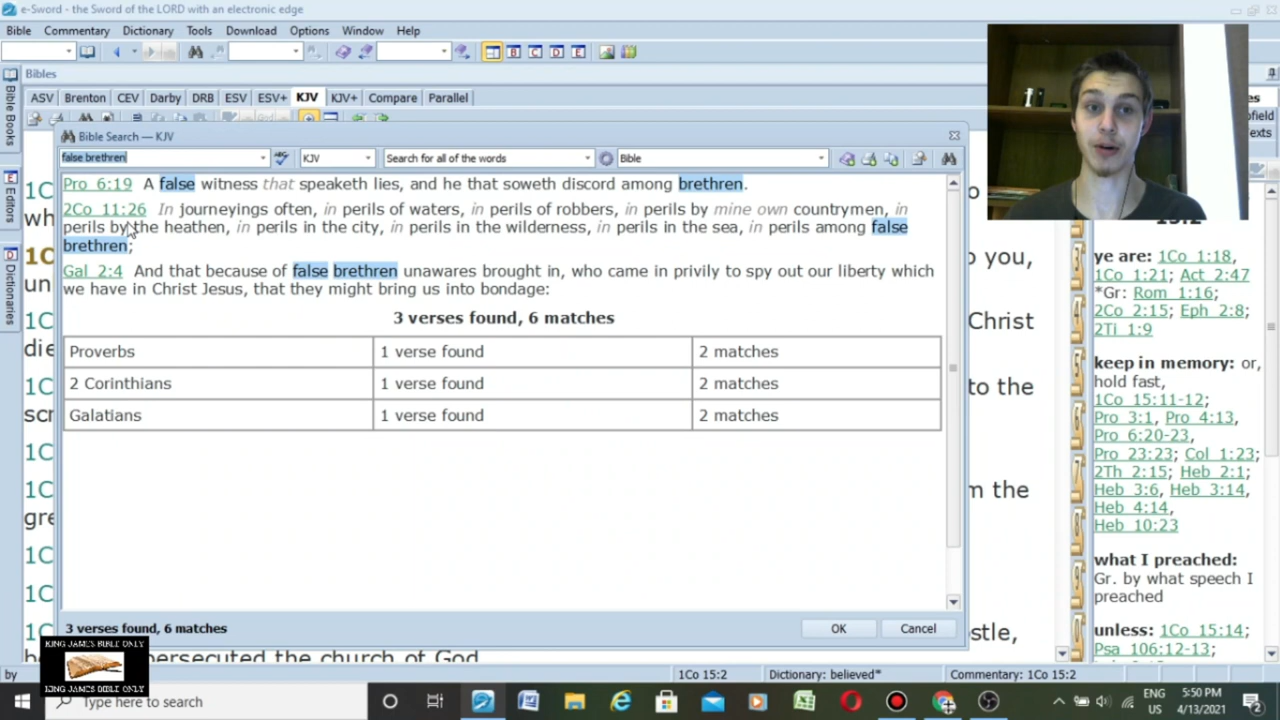 e-Sword - the Sword of the LORD with an electronic edge
Bible Commentary Dictionary Tools Download Options Window Help
B C D E
Bibles
ASV Brenton CEV Darby DRB ESV ESV+ KJV KJV+ Compare Parallel
Bible Books
Editors
Dictionaries
Bible Search — KJV
false brethren KJV Search for all of the words Bible
Pro 6:19 A false witness that speaketh lies, and he that soweth discord among brethren.
2Co 11:26 In journeyings often, in perils of waters, in perils of robbers, in perils by mine own countrymen, in
perils by the heathen, in perils in the city, in perils in the wilderness, in perils in the sea, in perils among false
brethren;
Gal 2:4 And that because of false brethren unawares brought in, who came in privily to spy out our liberty which
we have in Christ Jesus, that they might bring us into bondage:
3 verses found, 6 matches
Proverbs 1 verse found 2 matches
2 Corinthians 1 verse found 2 matches
Galatians 1 verse found 2 matches
3 verses found, 6 matches
OK Cancel
o you,
Christ
to the
m the
stle,
persecuted the church of God.
15:2
ye are: 1Co 1:18,
1Co 1:21; Act 2:47
*Gr: Rom 1:16;
2Co 2:15; Eph 2:8;
2Ti 1:9
keep in memory: or,
hold fast,
1Co 15:11-12;
Pro 3:1, Pro 4:13,
Pro 6:20-23,
Pro 23:23; Col 1:23;
2Th 2:15; Heb 2:1;
Heb 3:6, Heb 3:14,
Heb 4:14,
Heb 10:23
what I preached:
Gr. by what speech I
preached
unless: 1Co 15:14;
Psa 106:12-13;
KING JAMES BIBLE ONLY
KING JAMES BIBLE ONLY
by 1Co 15:2 Dictionary: believed* Commentary: 1Co 15:2
Type here to search
ENG
US
5:50 PM
4/13/2021
2